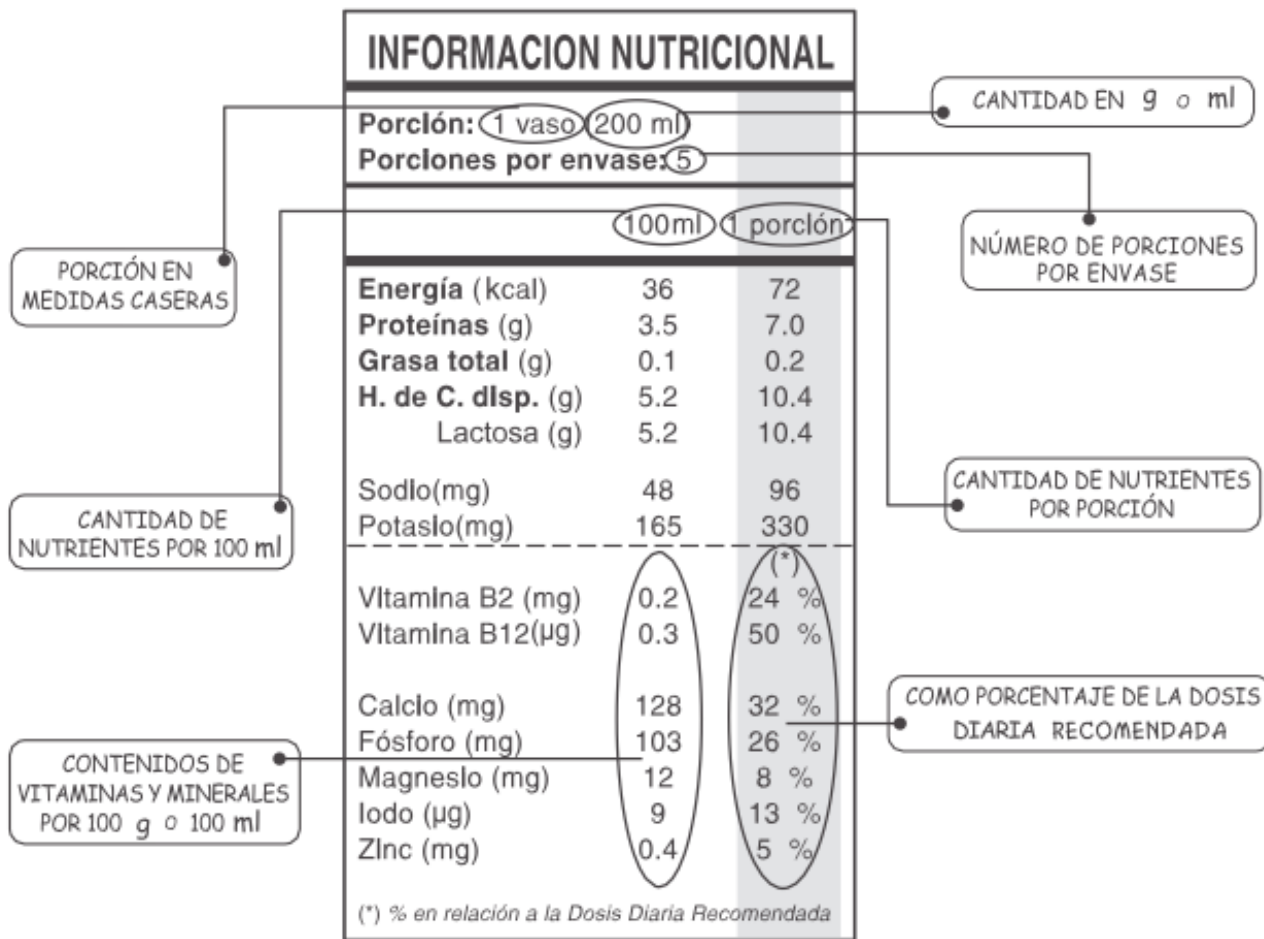 INFORMACION NUTRICIONAL
Porción: 1 vaso (200 ml)
Porciones por envase: 5
100ml 1 porción
Energía (kcal) 36 72
Proteínas (g) 3.5 7.0
Grasa total (g) 0.1 0.2
H. de C. disp. (g) 5.2 10.4
Lactosa (g) 5.2 10.4
Sodio(mg) 48 96
Potasio(mg) 165 330
(*)
Vitamina B2 (mg) 0.2 24 %
Vitamina B12(µg) 0.3 50 %
Calcio (mg) 128 32 %
Fósforo (mg) 103 26 %
Magnesio (mg) 12 8 %
Iodo (µg) 9 13 %
Zinc (mg) 0.4 5 %
(*) % en relación a la Dosis Diaria Recomendada
PORCIÓN EN
MEDIDAS CASERAS
CANTIDAD DE
NUTRIENTES POR 100 ml
CONTENIDOS DE
VITAMINAS Y MINERALES
POR 100 g o 100 ml
CANTIDAD EN g o ml
NÚMERO DE PORCIONES
POR ENVASE
CANTIDAD DE NUTRIENTES
POR PORCIÓN
COMO PORCENTAJE DE LA DOSIS
DIARIA RECOMENDADA